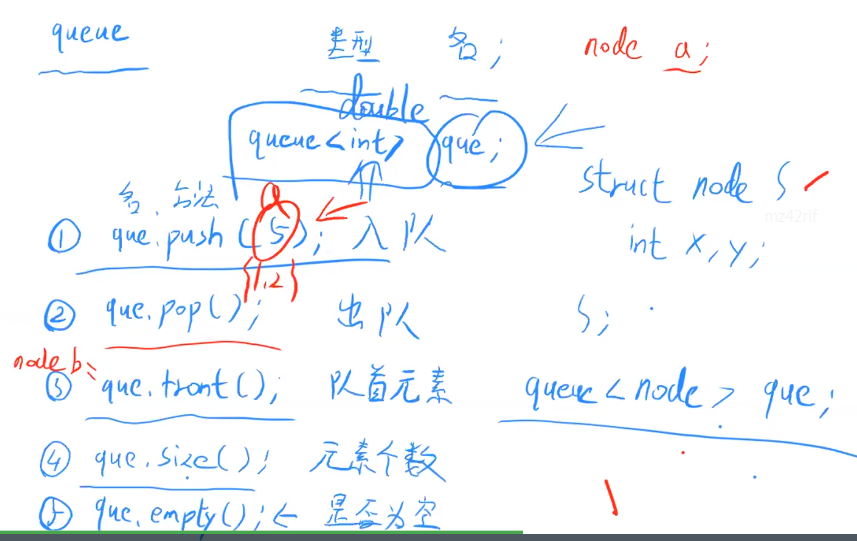 queue
类型 名; node a;
double
queue<int> que;
struct node {
名.方法
① que.push(5); 入队
int x,y;
{1,2}
② que.pop(); 出队
};
node b=
③ que.front(); 队首元素
queue<node> que;
④ que.size(); 元素个数
⑤ que.empty();← 是否为空
mz42rif